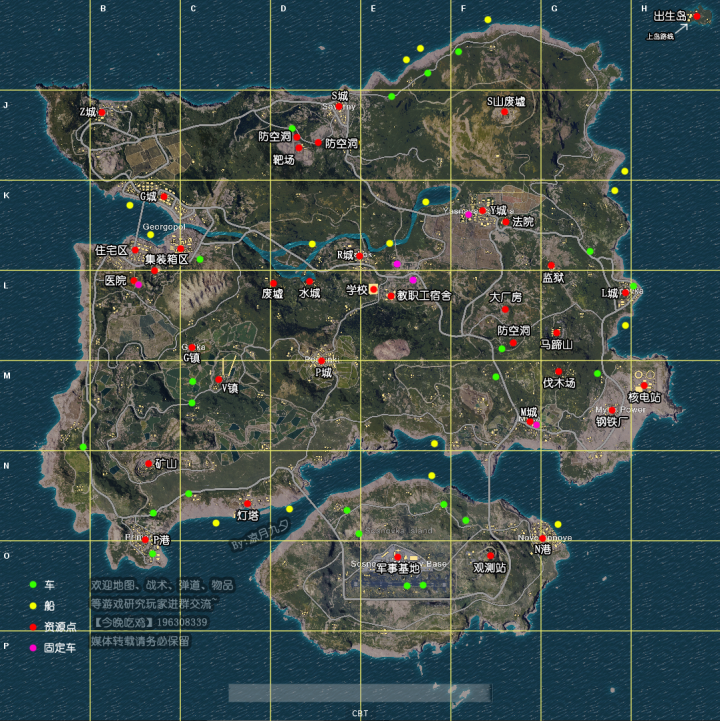 B C D E F G H
出生岛
上岛路线
J
S城
Z城
S山废墟
防空洞
防空洞
靶场
K
G城
Y城
法院
Georgopol
住宅区
集装箱区
R城
监狱
L
医院
废墟
水城
学校
教职工宿舍
L城
大厂房
防空洞
马蹄山
G镇
P城
M
V镇
伐木场
核电站
M城
钢铁厂
N
矿山
灯塔
By:凉月九夕
P港
N港
O
军事基地
观测站
车
欢迎地图、战术、弹道、物品
船
等游戏研究玩家进群交流~
资源点
【今晚吃鸡】196308339
固定车
媒体转载请务必保留
P
CBT